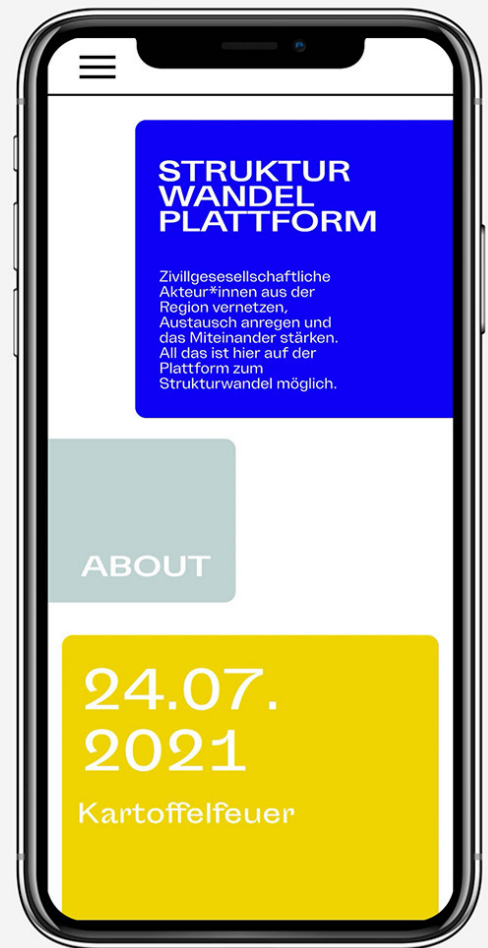 STRUKTUR
WANDEL
PLATTFORM
Zivillgesesellschaftliche
Akteur*innen aus der
Region vernetzen,
Austausch anregen und
das Miteinander stärken.
All das ist hier auf der
Plattform zum
Strukturwandel möglich.
ABOUT
24.07.
2021
Kartoffelfeuer